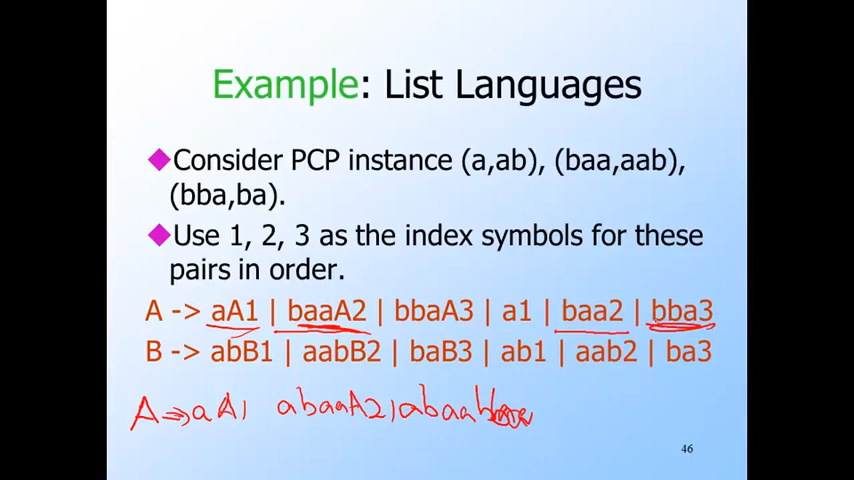 Example: List Languages
Consider PCP instance (a,ab), (baa,aab),
(bba,ba).
Use 1, 2, 3 as the index symbols for these
pairs in order.
A -> aA1 | baaA2 | bbaA3 | a1 | baa2 | bba3
B -> abB1 | aabB2 | baB3 | ab1 | aab2 | ba3
A => aA1 abaaA21 abaab
46